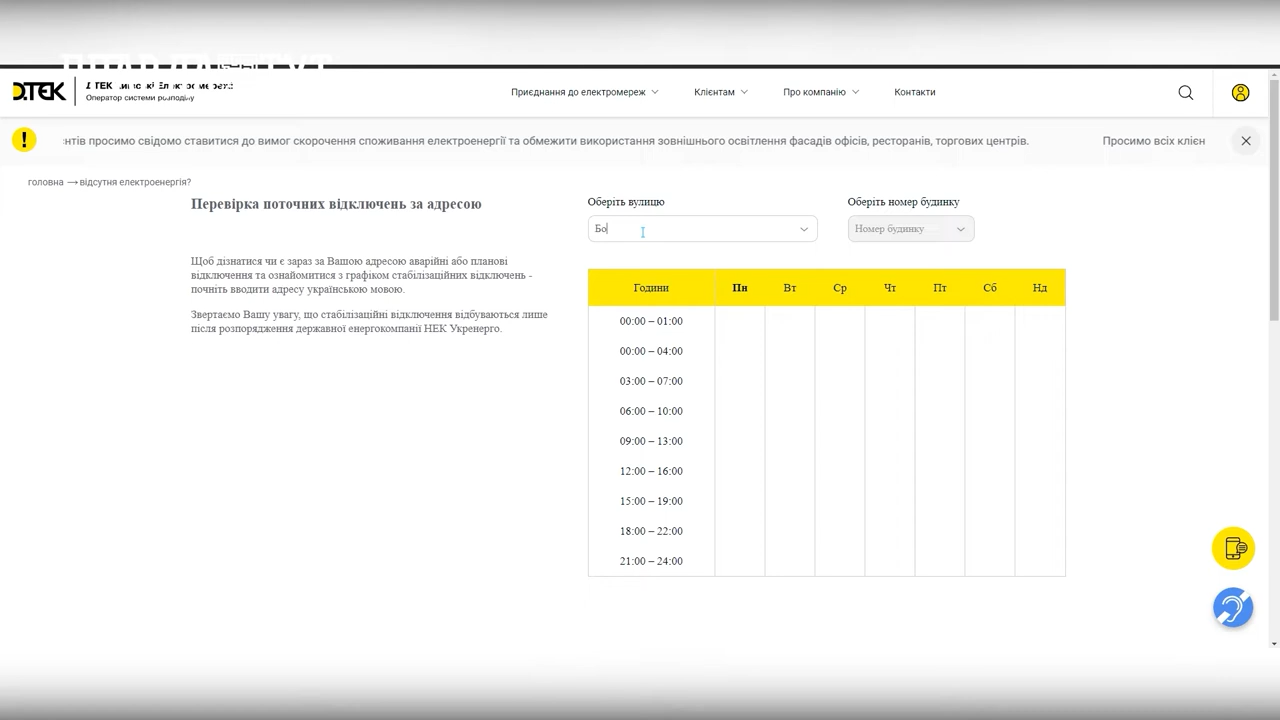 D.ТЕК
ДТЕК Електромережі
Оператор системи розподілу
Приєднання до електромереж
Клієнтам
Про компанію
Контакти
єнтів просимо свідомо ставитися до вимог скорочення споживання електроенергії та обмежити використання зовнішнього освітлення фасадів офісів, ресторанів, торгових центрів. Просимо всіх клієн
головна → відсутня електроенергія?
Перевірка поточних відключень за адресою
Щоб дізнатися чи є зараз за Вашою адресою аварійні або планові
відключення та ознайомитися з графіком стабілізаційних відключень -
почніть вводити адресу українською мовою.
Звертаємо Вашу увагу, що стабілізаційні відключення відбуваються лише
після розпорядження державної енергокомпанії НЕК Укренерго.
Оберіть вулицю
Оберіть номер будинку
Бо
Номер будинку
Години Пн Вт Ср Чт Пт Сб Нд
00:00 – 01:00
00:00 – 04:00
03:00 – 07:00
06:00 – 10:00
09:00 – 13:00
12:00 – 16:00
15:00 – 19:00
18:00 – 22:00
21:00 – 24:00